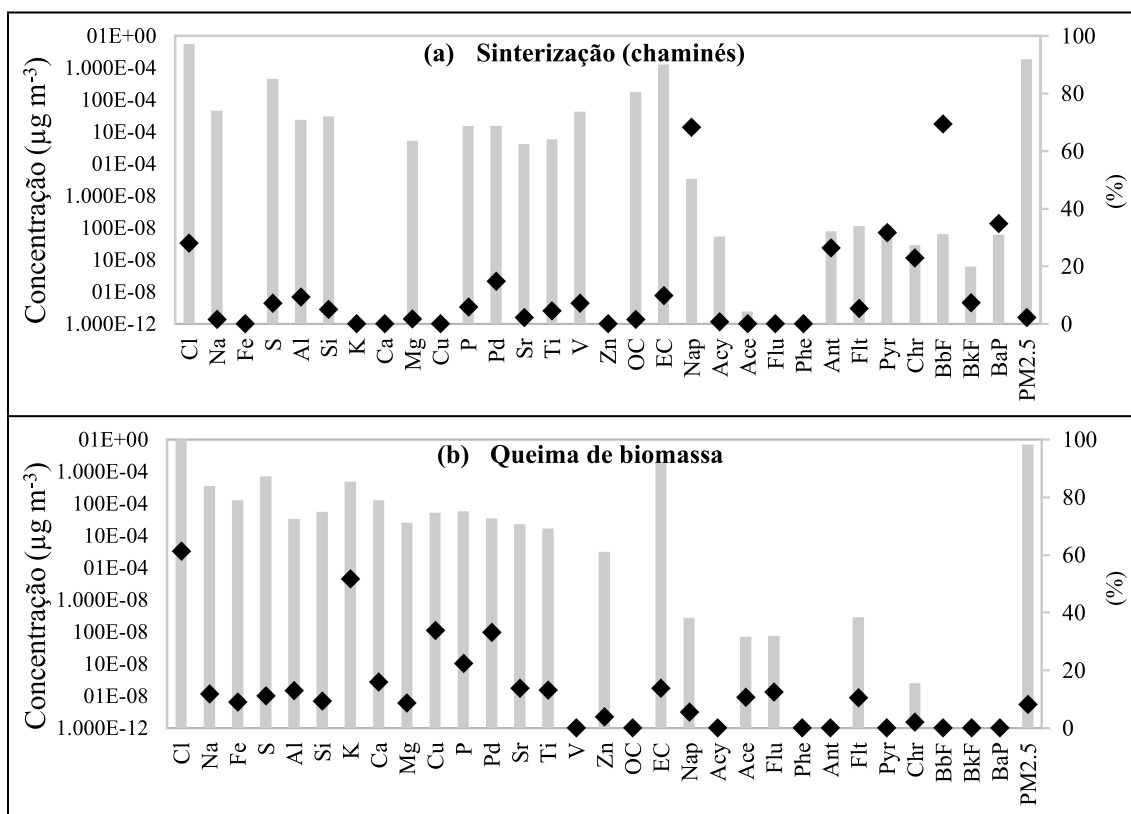 (a) Sinterização (chaminés)
Concentração (µg m-3)
01E+00
1.000E-04
100E-04
10E-04
01E-04
1.000E-08
100E-08
10E-08
01E-08
1.000E-12
100
80
60
40
20
0
(%)
Cl Na Fe S Al Si K Ca Mg Cu P Pd Sr Ti V Zn OC EC Nap Acy Ace Flu Phe Ant Flt Pyr Chr BbF BkF BaP PM2.5
(b) Queima de biomassa
Concentração (µg m-3)
01E+00
1.000E-04
100E-04
10E-04
01E-04
1.000E-08
100E-08
10E-08
01E-08
1.000E-12
100
80
60
40
20
0
(%)
Cl Na Fe S Al Si K Ca Mg Cu P Pd Sr Ti V Zn OC EC Nap Acy Ace Flu Phe Ant Flt Pyr Chr BbF BkF BaP PM2.5